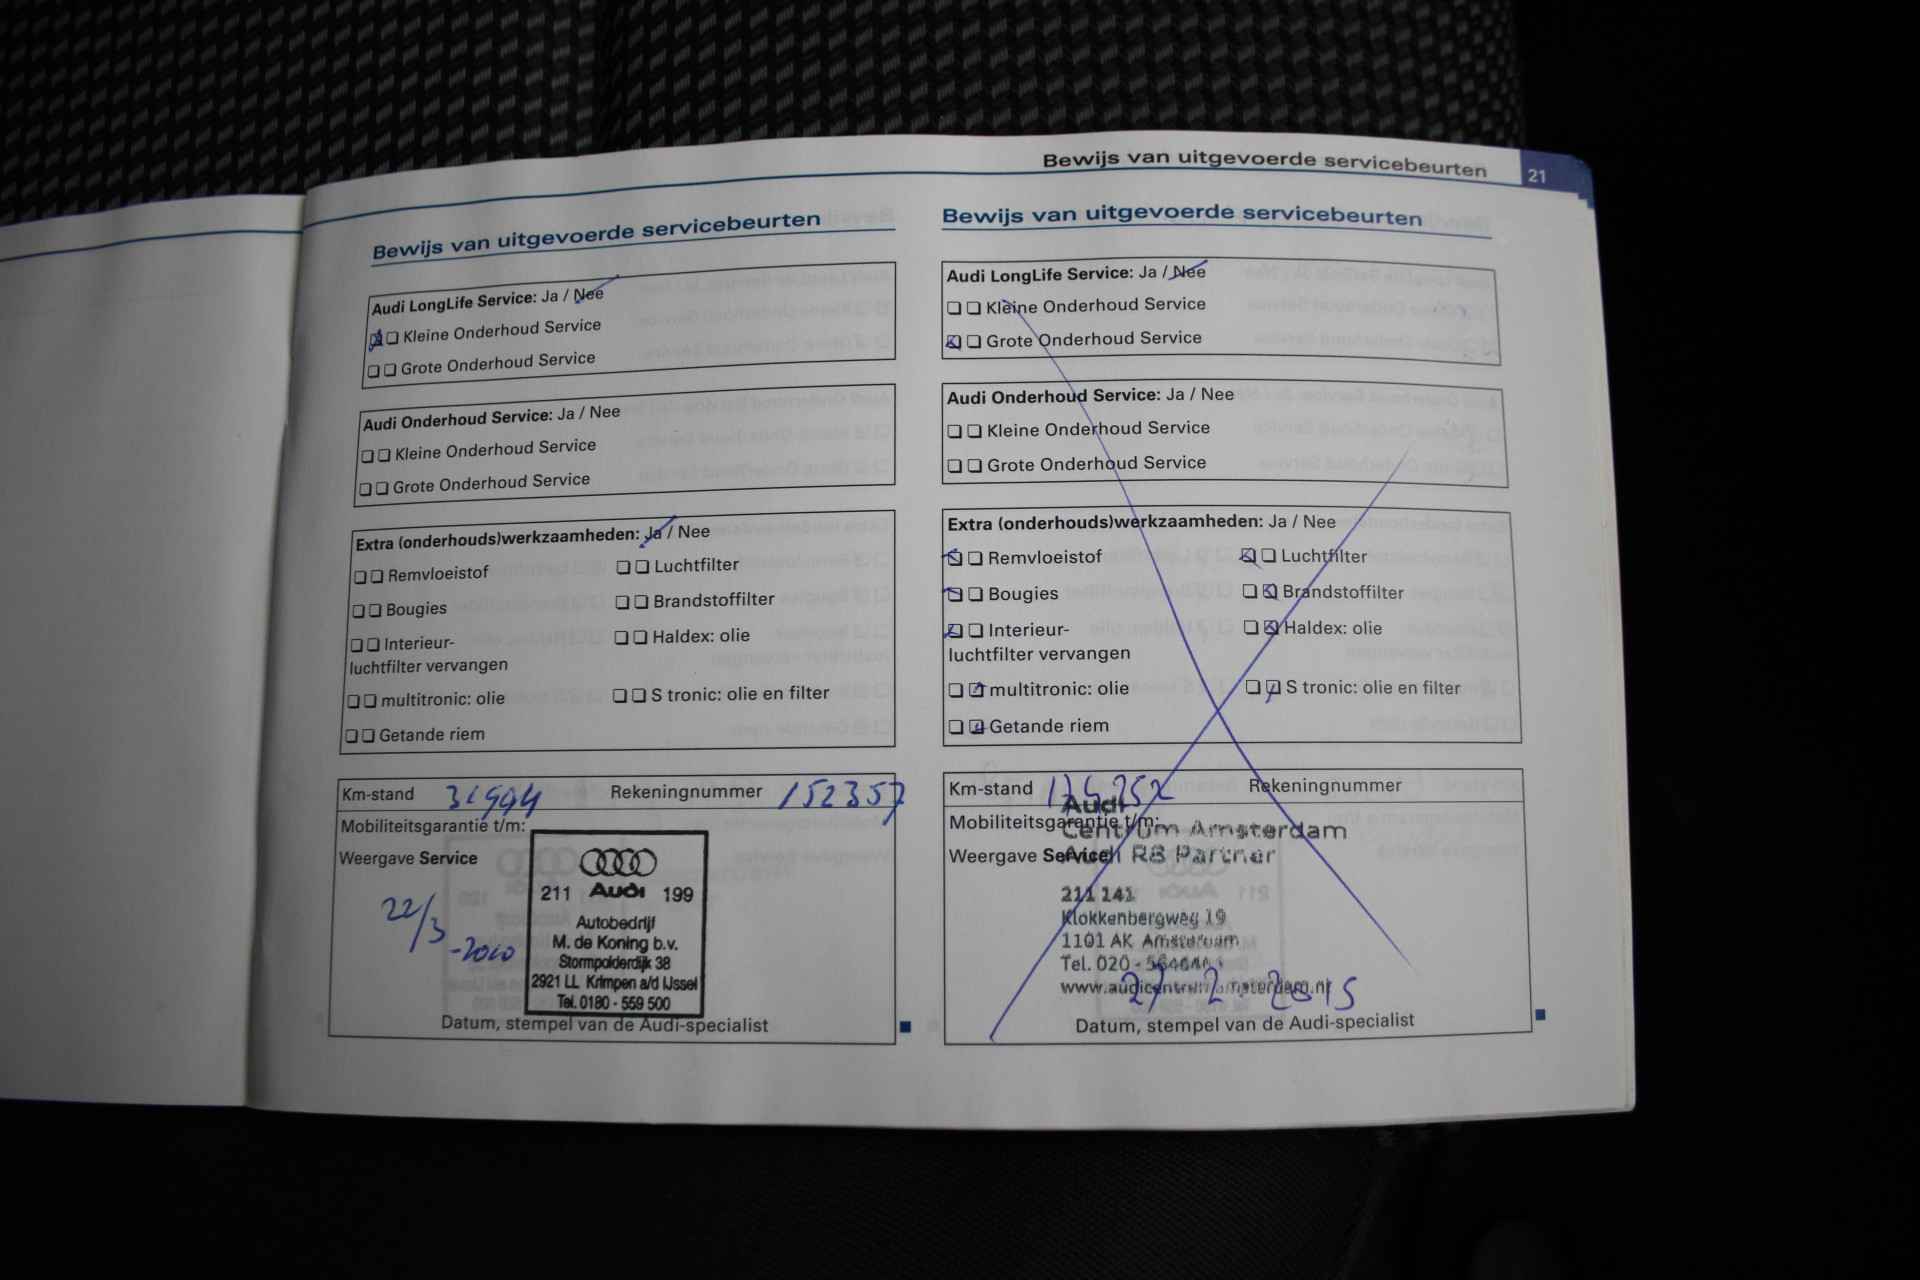 Bewijs van uitgevoerde servicebeurten 21
Bewijs van uitgevoerde servicebeurten
Audi LongLife Service: Ja / Nee
Kleine Onderhoud Service
Grote Onderhoud Service
Audi Onderhoud Service: Ja / Nee
Kleine Onderhoud Service
Grote Onderhoud Service
Extra (onderhouds)werkzaamheden: Ja / Nee
Remvloeistof Luchtfilter
Bougies Brandstoffilter
Interieur- Haldex: olie
luchtfilter vervangen
multitronic: olie S tronic: olie en filter
Getande riem
Km-stand Rekeningnummer 152357
Mobiliteitsgarantie t/m:
Weergave Service
22/3 -2010
211 Audi 199
Autobedrijf
M. de Koning b.v.
Stormpolderdijk 38
2921 LL Krimpen a/d IJssel
Tel. 0180 - 559 500
Datum, stempel van de Audi-specialist
Bewijs van uitgevoerde servicebeurten
Audi LongLife Service: Ja / Nee
Kleine Onderhoud Service
Grote Onderhoud Service
Audi Onderhoud Service: Ja / Nee
Kleine Onderhoud Service
Grote Onderhoud Service
Extra (onderhouds)werkzaamheden: Ja / Nee
Remvloeistof Luchtfilter
Bougies Brandstoffilter
Interieur- Haldex: olie
luchtfilter vervangen
multitronic: olie S tronic: olie en filter
Getande riem
Km-stand Rekeningnummer
Mobiliteitsgarantie t/m:
Weergave Service
Audi
Centrum Amsterdam
Audi R8 Partner
211 141
Klokkenbergweg 19
1101 AK Amsterdam
Tel. 020 -
www.audicentrumamsterdam.nl
2 - 2015
Datum, stempel van de Audi-specialist